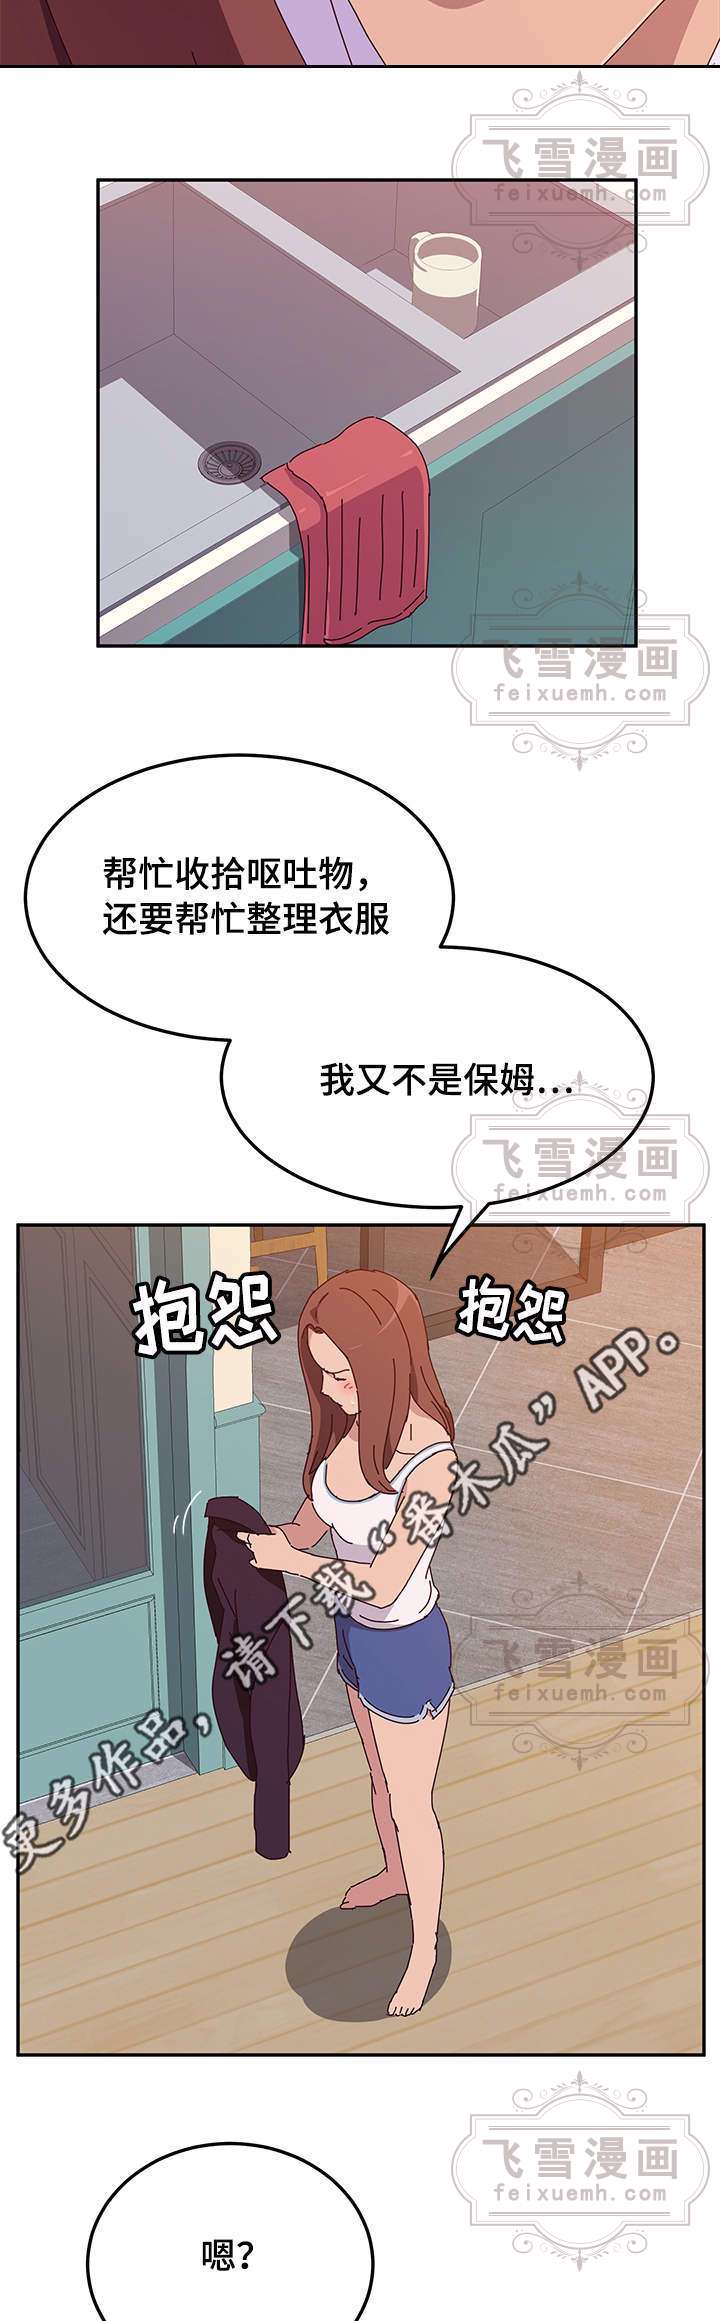 飞雪漫画
feixuemh.com
飞雪漫画
feixuemh.com
帮忙收拾呕吐物，
还要帮忙整理衣服
我又不是保姆...
飞雪漫画
feixuemh.com
抱怨
抱怨
更多作品，请下载“番木瓜”APP。
飞雪漫画
feixuemh.com
飞雪漫画
feixuemh.com
嗯？